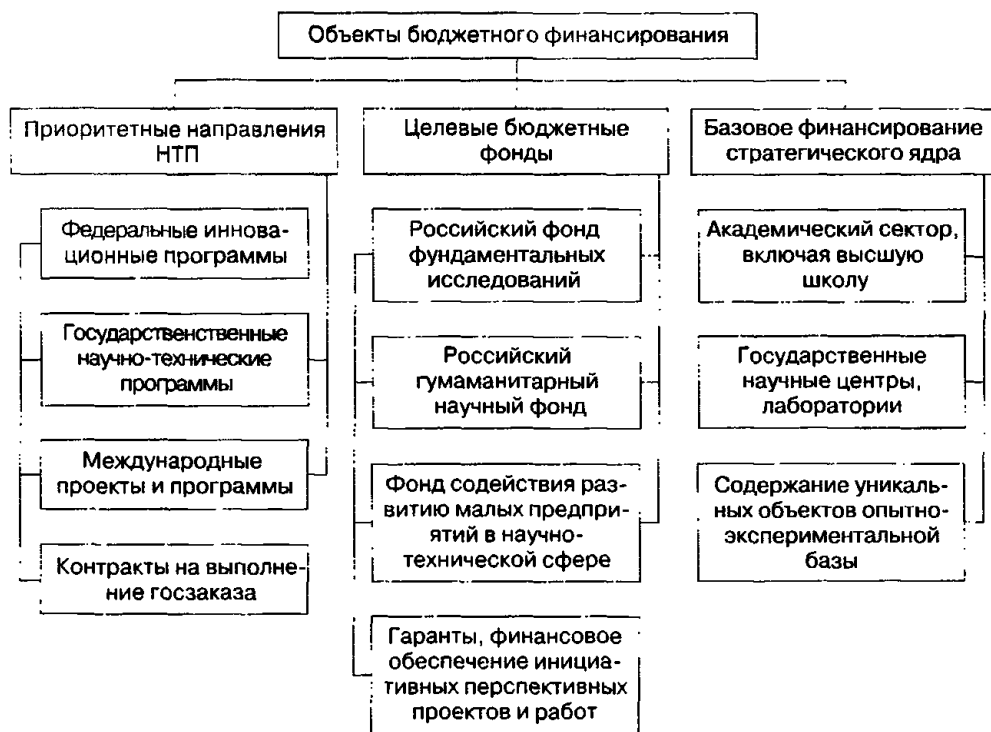 Объекты бюджетного финансирования
Приоритетные направления
НТП
Целевые бюджетные
фонды
Базовое финансирование
стратегического ядра
Федеральные иннова-
ционные программы
Государственственные
научно-технические
программы
Международные
проекты и программы
Контракты на выполне-
ние госзаказа
Российский фонд
фундаментальных
исследований
Российский
гумаманитарный
научный фонд
Фонд содействия раз-
витию малых предпри-
ятий в научно-
технической сфере
Гаранты, финансовое
обеспечение инициа-
тивных перспективных
проектов и работ
Академический сектор,
включая высшую
школу
Государственные
научные центры,
лаборатории
Содержание уникаль-
ных объектов опытно-
экспериментальной
базы